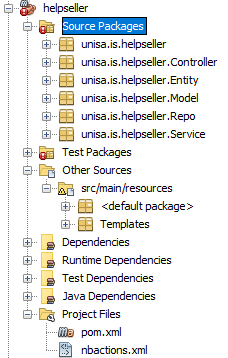 helpseller
Source Packages
unisa.is.helpseller
unisa.is.helpseller.Controller
unisa.is.helpseller.Entity
unisa.is.helpseller.Model
unisa.is.helpseller.Repo
unisa.is.helpseller.Service
Test Packages
Other Sources
src/main/resources
<default package>
Templates
Dependencies
Runtime Dependencies
Test Dependencies
Java Dependencies
Project Files
pom.xml
nbactions.xml